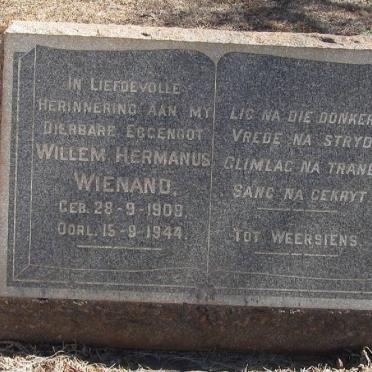 IN LIEFDEVOLLE
HERINNERING AAN MY
DIERBARE EGGENOOT
WILLEM HERMANUS
WIENAND,
GEB. 28-9-1909.
OORL. 15-9-1944.
LIG NA DIE DONKER
VREDE NA STRYD
GLIMLAG NA TRANE
SANG NA GEKRYT
TOT WEERSIENS